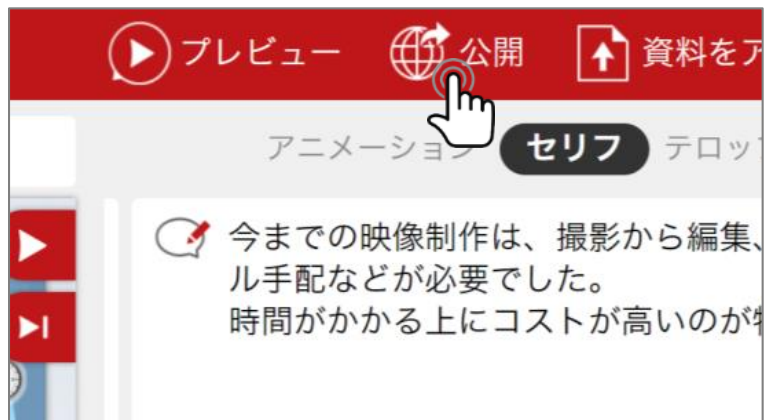 プレビュー 公開 資料をア
アニメーション セリフ テロップ
今までの映像制作は、撮影から編集、
ル手配などが必要でした。
時間がかかる上にコストが高いのが